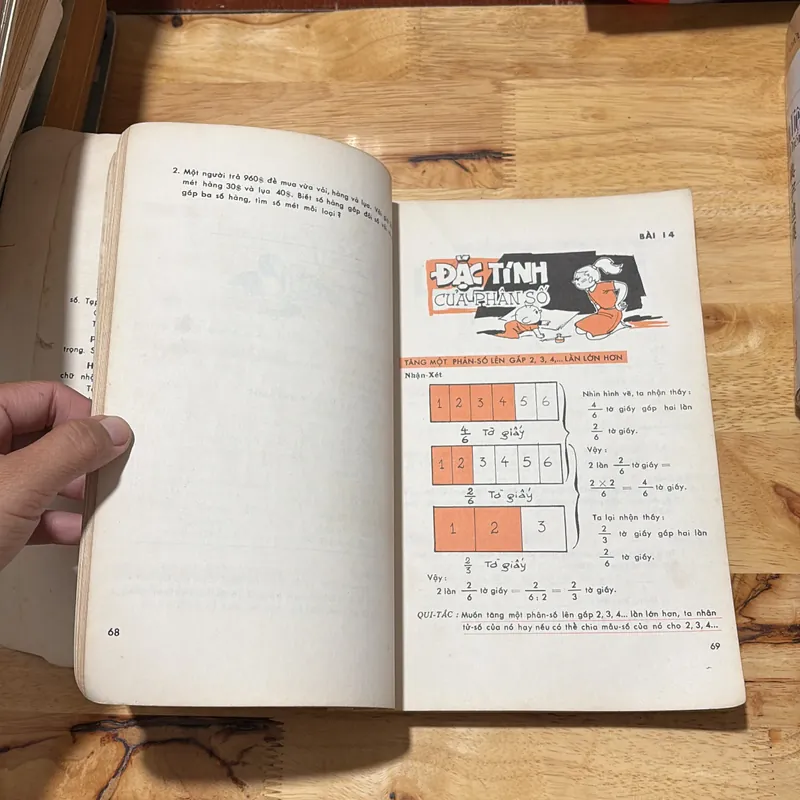 2. Một người trả 960$ để mua vừa vải, hàng và lụa.
mét hàng 30$ và lụa 40$. Biết số hàng gấp đôi số
gấp ba số hàng, tìm số mét mỗi loại?
68
số.
trọng.
BÀI 14
ĐẶC TÍNH
CỦA PHÂN SỐ
TĂNG MỘT PHÂN-SỐ LÊN GẤP 2, 3, 4,... LẦN LỚN HƠN
Nhận-Xét
1 2 3 4 5 6
4/6 Tờ giấy
1 2 3 4 5 6
2/6 Tờ giấy
1 2 3
2/3 Tờ giấy
Nhìn hình vẽ, ta nhận thấy:
4/6 tờ giấy gấp hai lần
2/6 tờ giấy.
Vậy:
2 lần 2/6 tờ giấy =
2 × 2/6 = 4/6 tờ giấy.
Ta lại nhận thấy:
2/3 tờ giấy gấp hai lần
2/6 tờ giấy.
Vậy:
2 lần 2/6 tờ giấy = 2/6 : 2 = 2/3 tờ giấy.
QUI-TẮC : Muốn tăng một phân-số lên gấp 2, 3, 4... lần lớn hơn, ta nhân
tử-số của nó hay nếu có thể chia mẫu-số của nó cho 2, 3, 4...
69